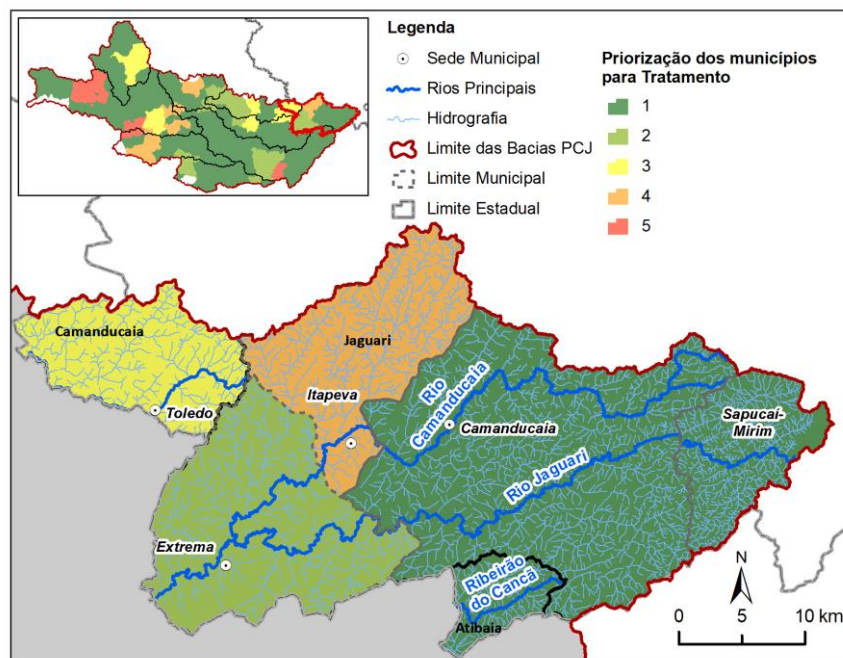 Legenda
Sede Municipal
Rios Principais
Hidrografia
Limite das Bacias PCJ
Limite Municipal
Limite Estadual
Priorização dos municípios
para Tratamento
1
2
3
4
5
Camanducaia
Jaguari
Toledo
Itapeva
Rio
Camanducaia
Camanducaia
Sapucaí-
Mirim
Rio Jaguari
Extrema
Ribeirão
do Cancã
Atibaia
N
0 5 10 km